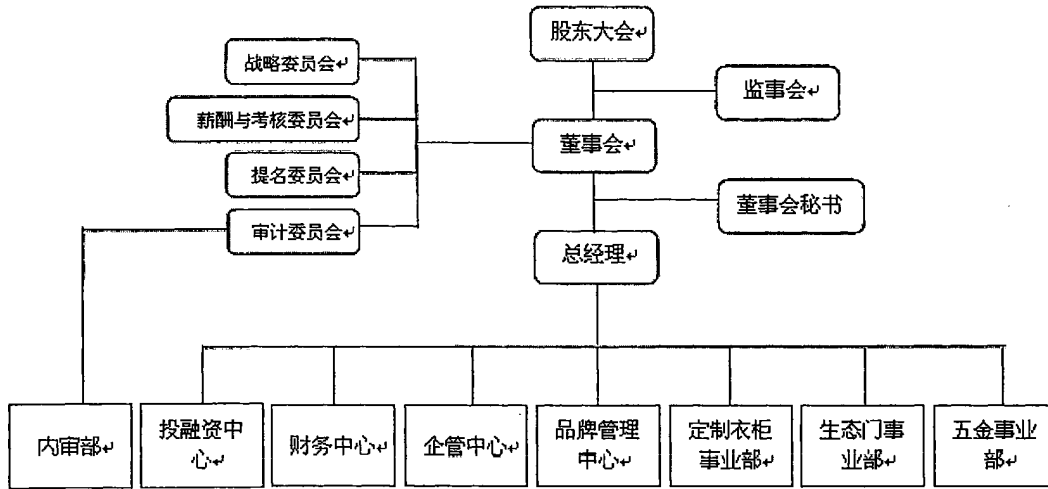 股东大会
战略委员会
监事会
薪酬与考核委员会
董事会
提名委员会
董事会秘书
审计委员会
总经理
内审部
投融资中
心
财务中心
企管中心
品牌管理
中心
定制衣柜
事业部
生态门事
业部
五金事业
部